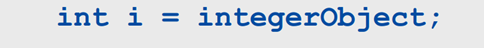 int i = integerObject;